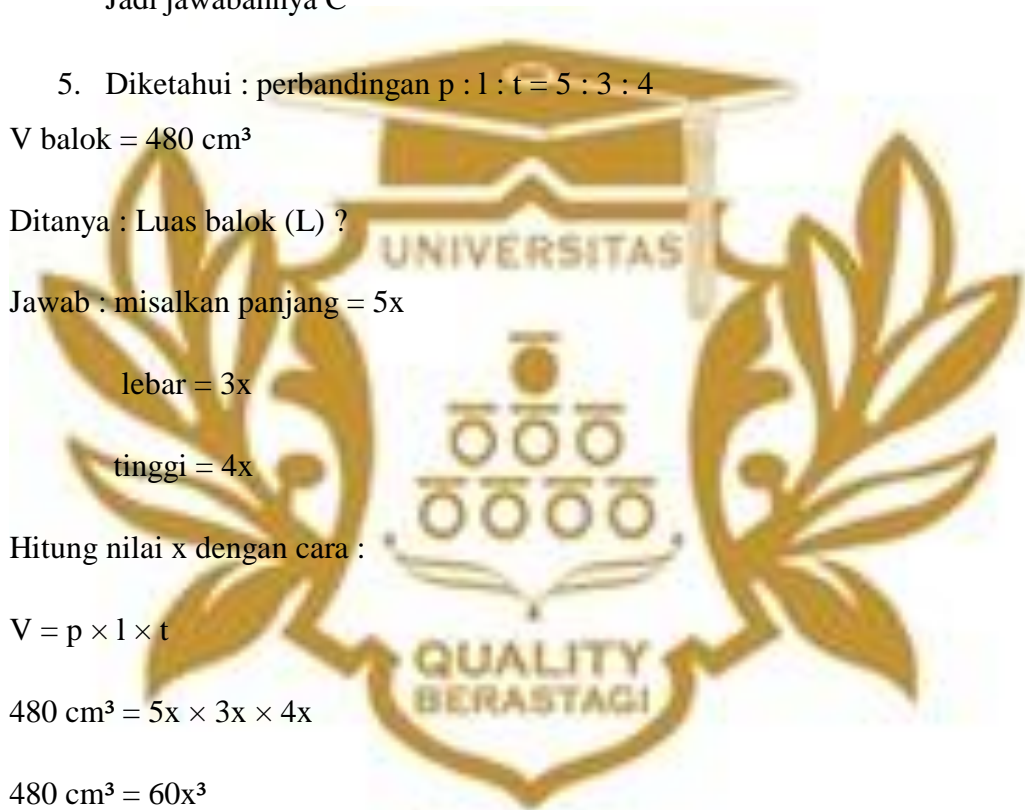 Jadi jawabannya C
5. Diketahui : perbandingan p : l : t = 5 : 3 : 4
V balok = 480 cm³
Ditanya : Luas balok (L) ?
UNIVERSITAS
Jawab : misalkan panjang = 5x
lebar = 3x
tinggi = 4x
Hitung nilai x dengan cara :
V = p × l × t
QUALITY
BERASTAGI
480 cm³ = 5x × 3x × 4x
480 cm³ = 60x³